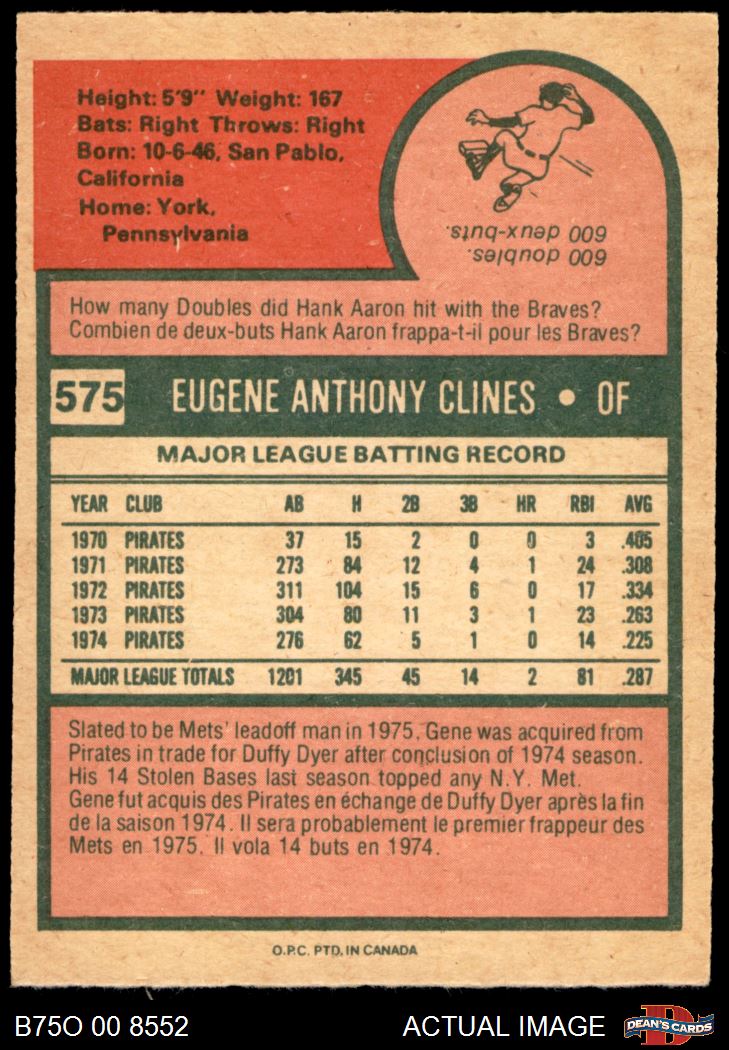 Height: 5'9" Weight: 167
Bats: Right Throws: Right
Born: 10-6-46, San Pablo,
California
Home: York,
Pennsylvania
600 doubles.
600 deux-buts.
How many Doubles did Hank Aaron hit with the Braves?
Combien de deux-buts Hank Aaron frappa-t-il pour les Braves?
575 EUGENE ANTHONY CLINES • OF
MAJOR LEAGUE BATTING RECORD
YEAR CLUB AB H 2B 3B HR RBI AVG
1970 PIRATES 37 15 2 0 0 3 .405
1971 PIRATES 273 84 12 4 1 24 .308
1972 PIRATES 311 104 15 6 0 17 .334
1973 PIRATES 304 80 11 3 1 23 .263
1974 PIRATES 276 62 5 1 0 14 .225
MAJOR LEAGUE TOTALS 1201 345 45 14 2 81 .287
Slated to be Mets' leadoff man in 1975. Gene was acquired from
Pirates in trade for Duffy Dyer after conclusion of 1974 season.
His 14 Stolen Bases last season topped any N.Y. Met.
Gene fut acquis des Pirates en échange de Duffy Dyer après la fin
de la saison 1974. Il sera probablement le premier frappeur des
Mets en 1975. Il vola 14 buts en 1974.
O.P.C. PTD. IN CANADA
B75O 00 8552 ACTUAL IMAGE DEAN'S CARDS